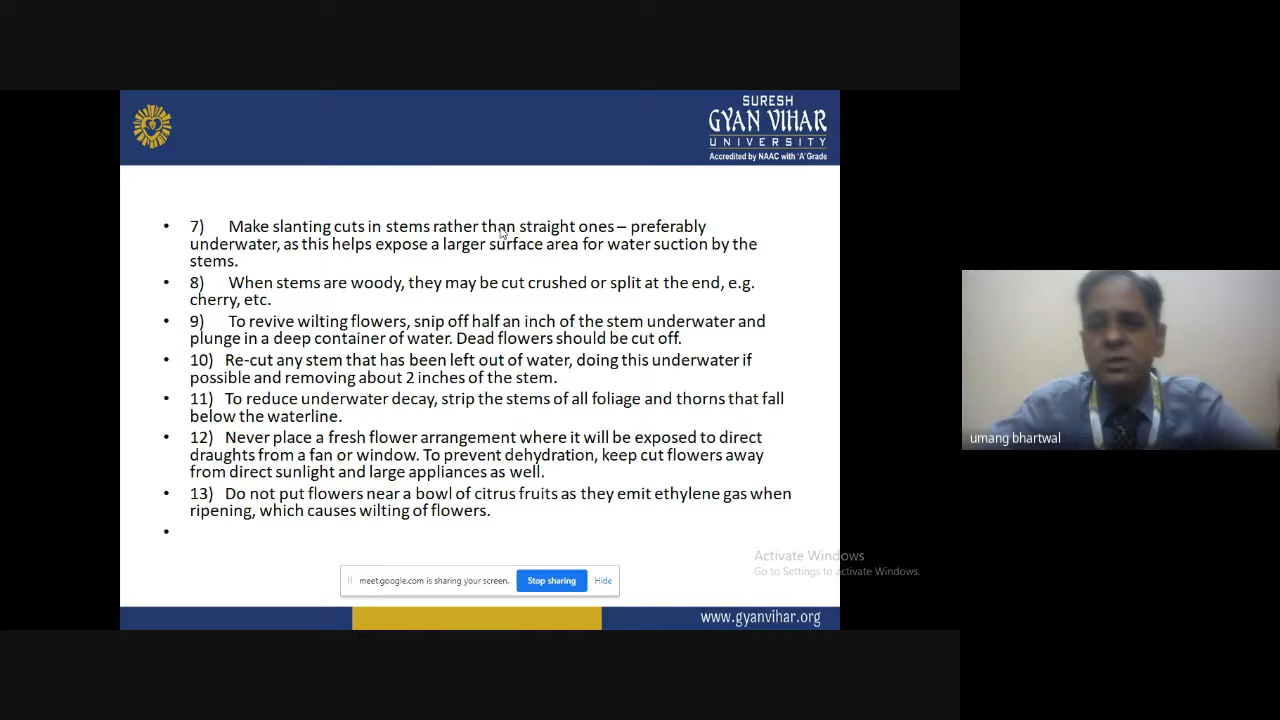 SURESH
GYAN VIHAR
UNIVERSITY
Accredited by NAAC with 'A' Grade
• 7) Make slanting cuts in stems rather than straight ones – preferably
underwater, as this helps expose a larger surface area for water suction by the
stems.
• 8) When stems are woody, they may be cut crushed or split at the end, e.g.
cherry, etc.
• 9) To revive wilting flowers, snip off half an inch of the stem underwater and
plunge in a deep container of water. Dead flowers should be cut off.
• 10) Re-cut any stem that has been left out of water, doing this underwater if
possible and removing about 2 inches of the stem.
• 11) To reduce underwater decay, strip the stems of all foliage and thorns that fall
below the waterline.
• 12) Never place a fresh flower arrangement where it will be exposed to direct
draughts from a fan or window. To prevent dehydration, keep cut flowers away
from direct sunlight and large appliances as well.
• 13) Do not put flowers near a bowl of citrus fruits as they emit ethylene gas when
ripening, which causes wilting of flowers.
•
umang bhartwal
Activate Windows
Go to Settings to activate Windows.
meet.google.com is sharing your screen. Stop sharing Hide
www.gyanvihar.org